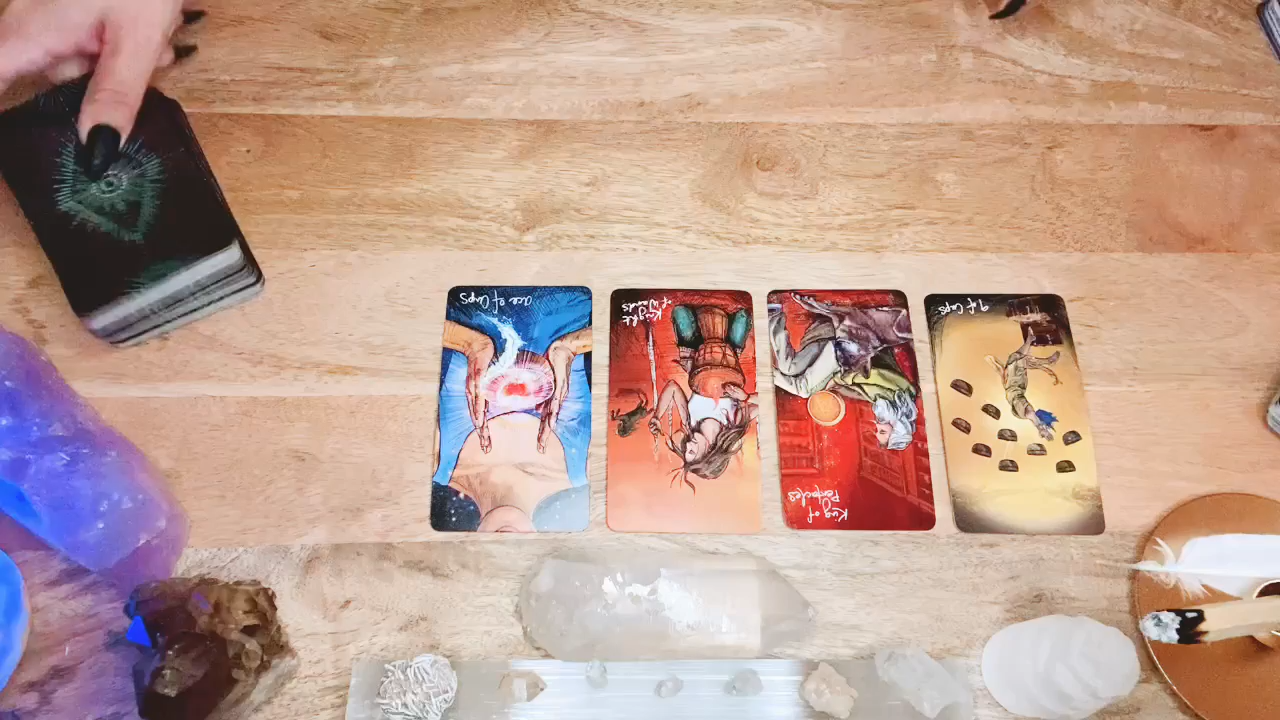 ace of Cups
Knight
of Wands
King of
Pentacles
9 of Cups